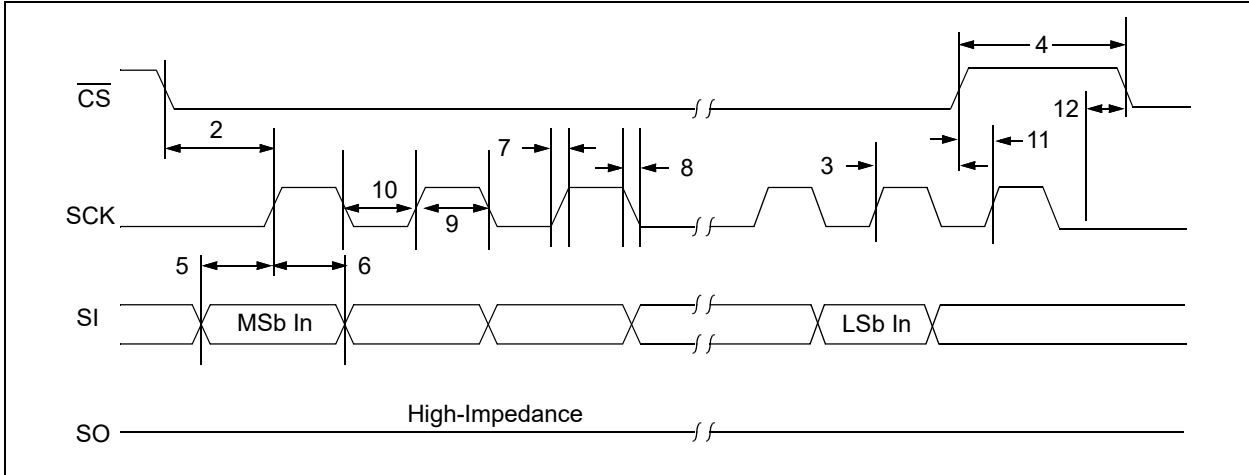 4
C̅S̅
12
2
7
11
3
8
10
SCK
9
5
6
SI
MSb In
LSb In
High-Impedance
SO